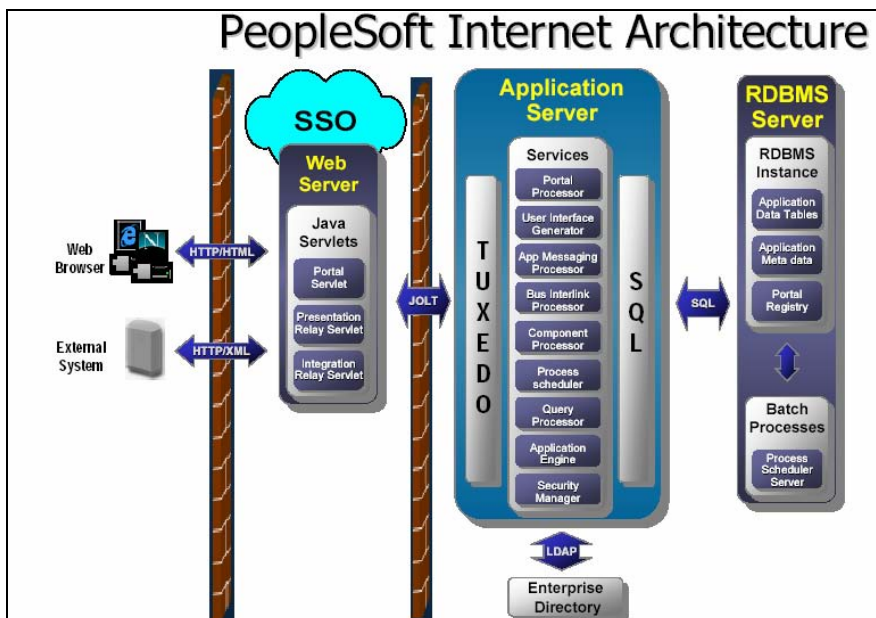 PeopleSoft Internet Architecture
SSO
Web
Server
Java
Servlets
Portal
Servlet
Presentation
Relay Servlet
Integration
Relay Servlet
Web
Browser
HTTP/HTML
External
System
HTTP/XML
JOLT
Application
Server
TUXEDO
Services
Portal
Processor
User Interface
Generator
App Messaging
Processor
Bus Interlink
Processor
Component
Processor
Process
scheduler
Query
Processor
Application
Engine
Security
Manager
SQL
LDAP
Enterprise
Directory
SQL
RDBMS
Server
RDBMS
Instance
Application
Data Tables
Application
Meta data
Portal
Registry
Batch
Processes
Process
Scheduler
Server